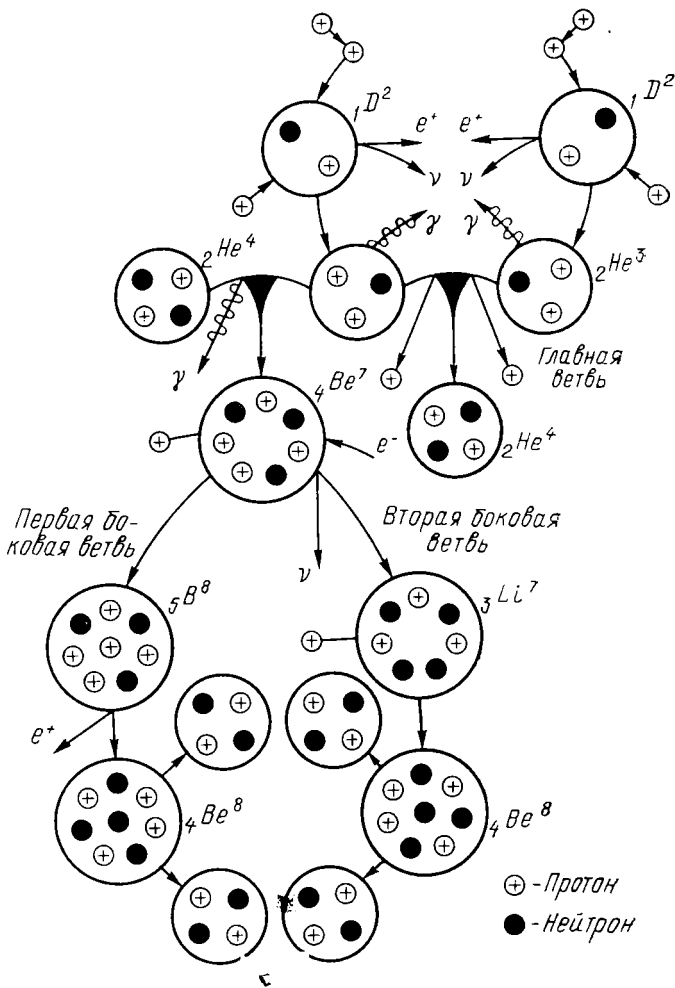 ₁D²
₁D²
e⁺ e⁺
ν ν
γ γ
₂He⁴
₂He³
γ
Главная
ветвь
₄Be⁷
e⁻
₂He⁴
Первая бо-
ковая ветвь
Вторая боковая
ветвь
ν
₅B⁸
₃Li⁷
e⁺
₄Be⁸
₄Be⁸
⊕ - Протон
● - Нейтрон